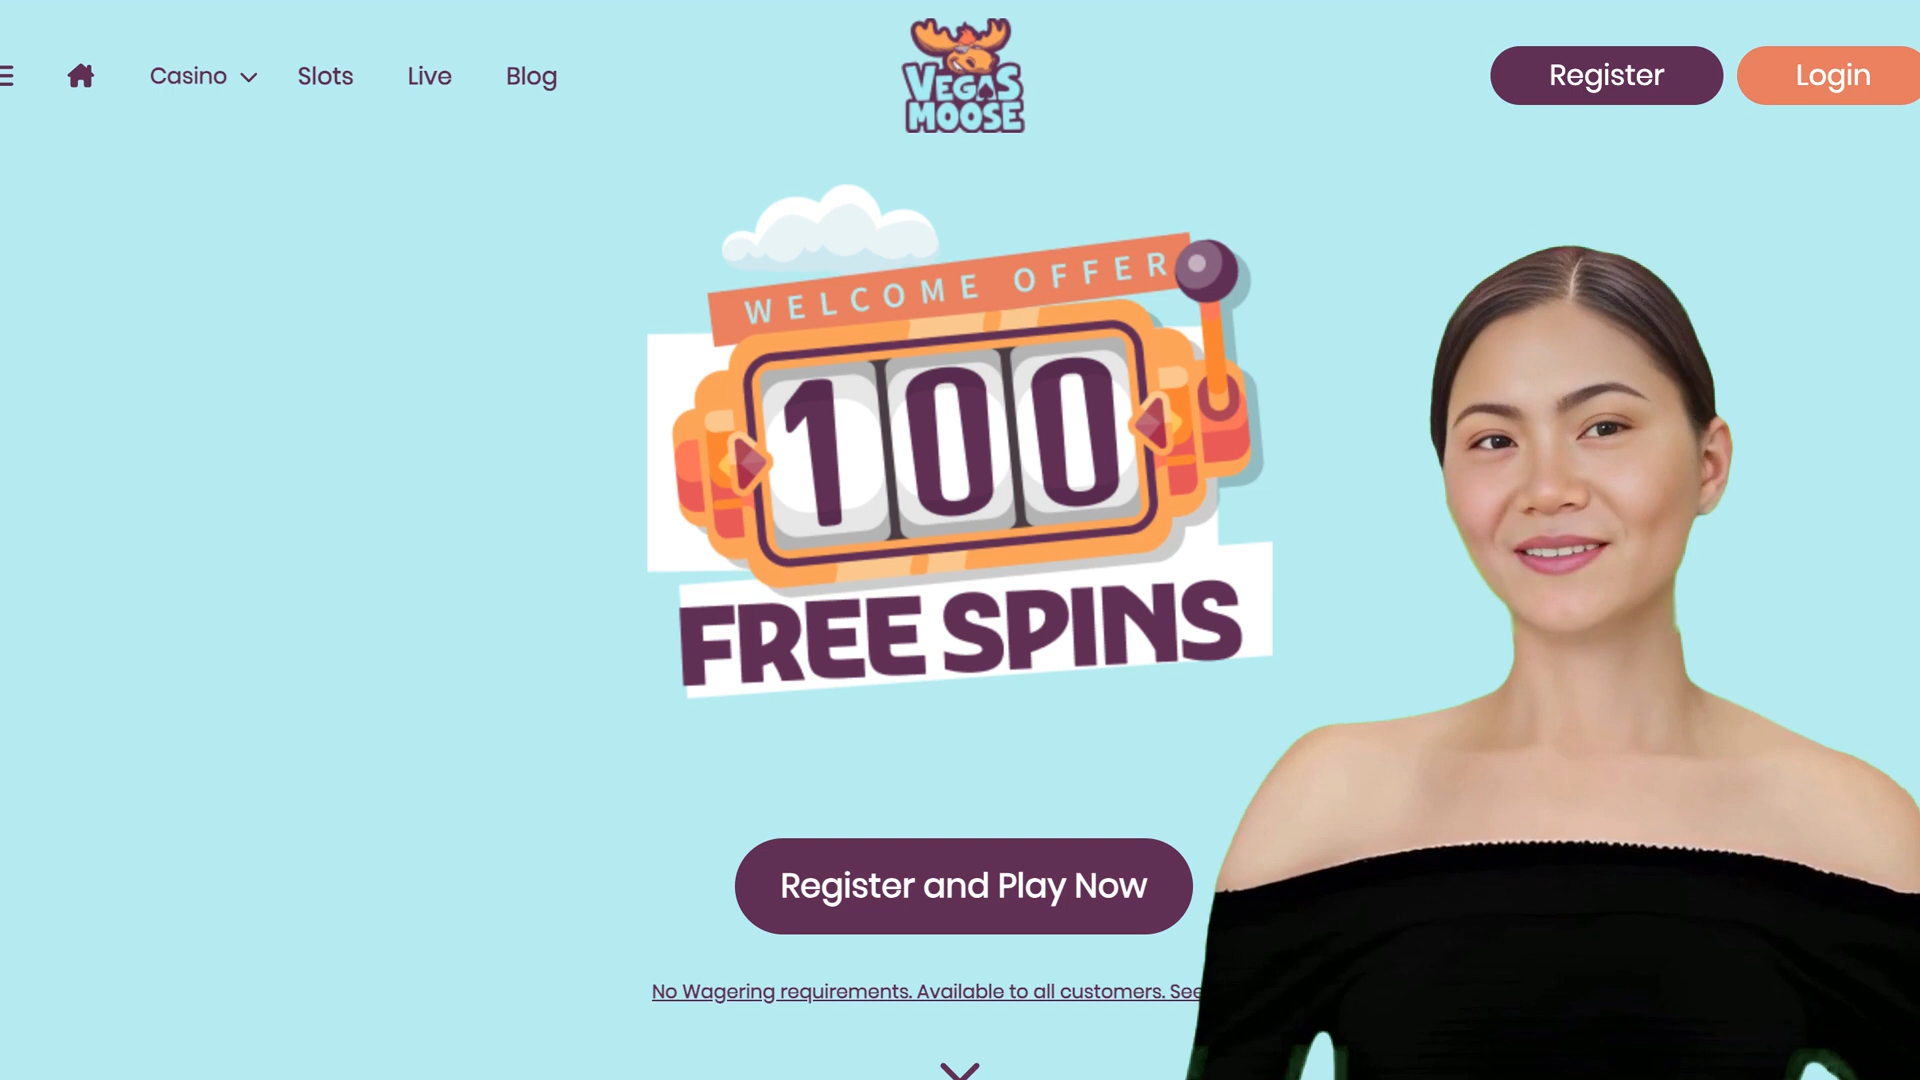 Casino
Slots
Live
Blog
VEGAS
MOOSE
Register
Login
WELCOME OFFER
100
FREE SPINS
Register and Play Now
No Wagering requirements. Available to all customers. See